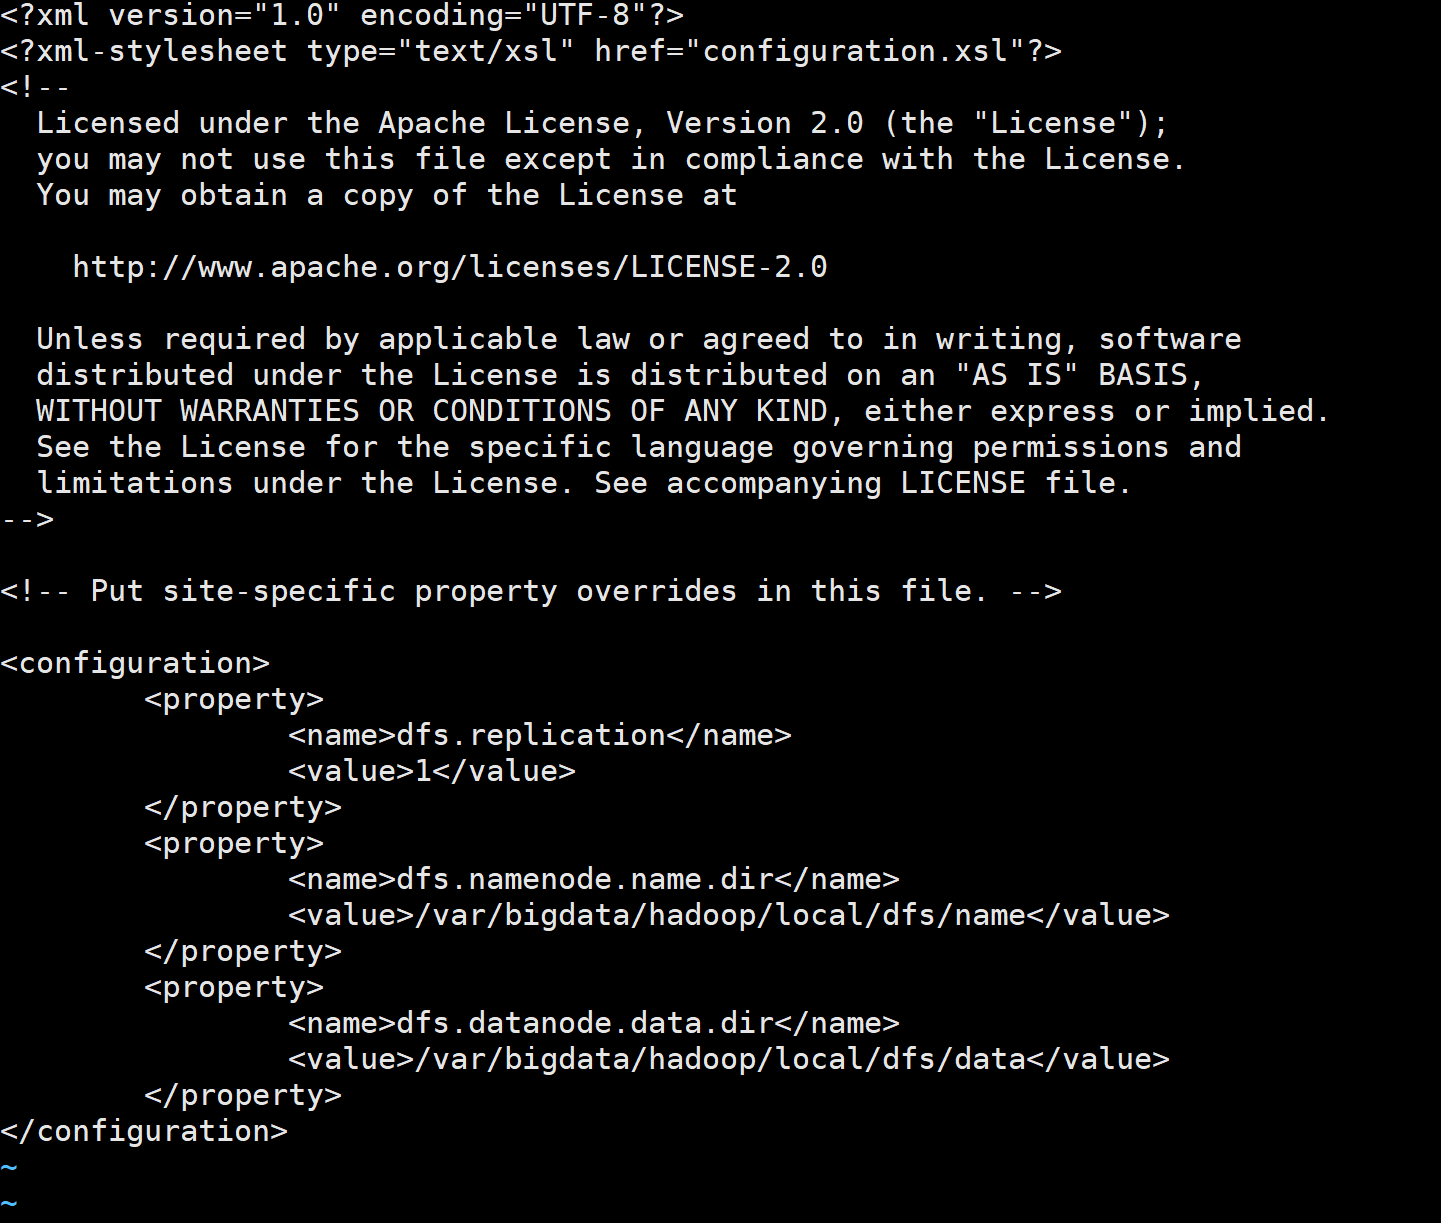 <?xml version="1.0" encoding="UTF-8"?>
<?xml-stylesheet type="text/xsl" href="configuration.xsl"?>
<!--
  Licensed under the Apache License, Version 2.0 (the "License");
  you may not use this file except in compliance with the License.
  You may obtain a copy of the License at

    http://www.apache.org/licenses/LICENSE-2.0

  Unless required by applicable law or agreed to in writing, software
  distributed under the License is distributed on an "AS IS" BASIS,
  WITHOUT WARRANTIES OR CONDITIONS OF ANY KIND, either express or implied.
  See the License for the specific language governing permissions and
  limitations under the License. See accompanying LICENSE file.
-->

<!-- Put site-specific property overrides in this file. -->

<configuration>
        <property>
                <name>dfs.replication</name>
                <value>1</value>
        </property>
        <property>
                <name>dfs.namenode.name.dir</name>
                <value>/var/bigdata/hadoop/local/dfs/name</value>
        </property>
        <property>
                <name>dfs.datanode.data.dir</name>
                <value>/var/bigdata/hadoop/local/dfs/data</value>
        </property>
</configuration>
~
~